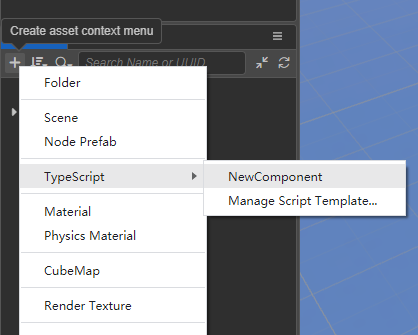 Create asset context menu
Search Name or UUID
Folder
Scene
Node Prefab
TypeScript
NewComponent
Manage Script Template...
Material
Physics Material
CubeMap
Render Texture